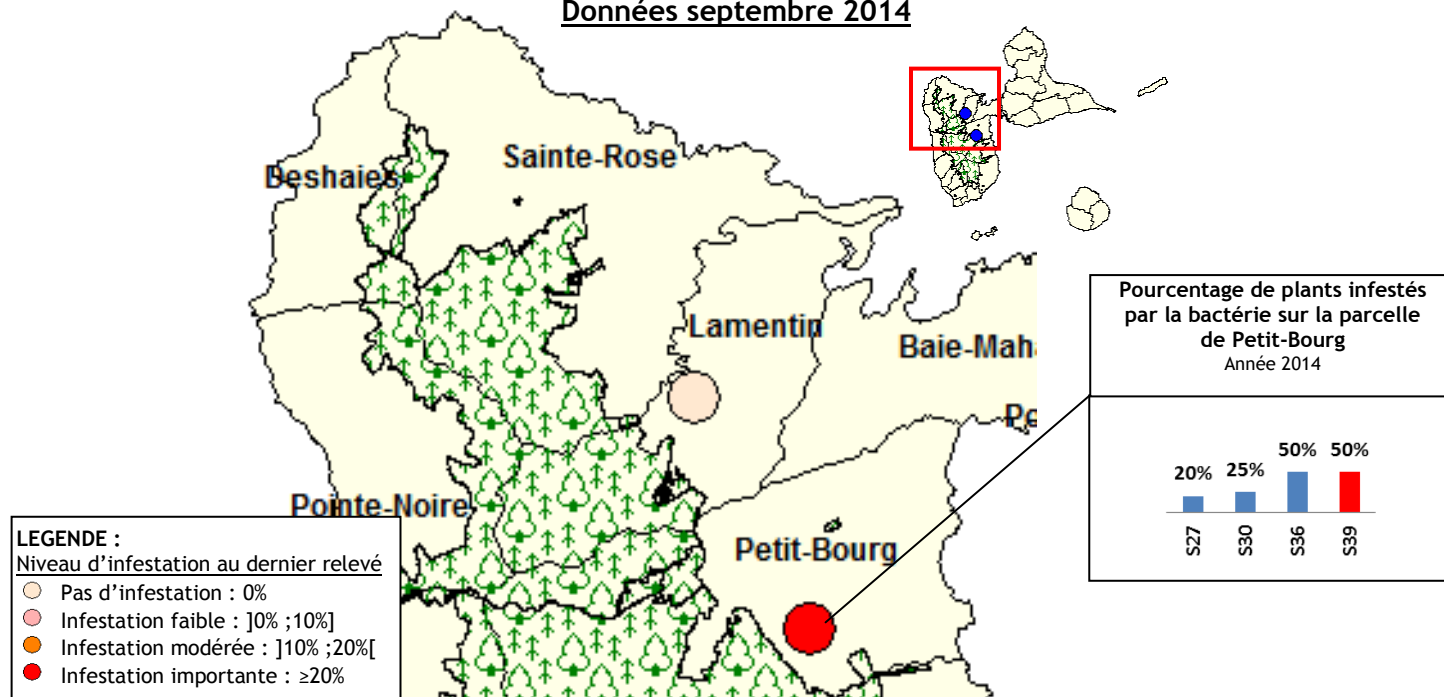 Données septembre 2014
Sainte-Rose
Deshaies
Lamentin
Baie-Mah
Pe
Pointe-Noire
Petit-Bourg
Pourcentage de plants infestés
par la bactérie sur la parcelle
de Petit-Bourg
Année 2014
20% 25% 50% 50%
S27 S30 S36 S39
LEGENDE :
Niveau d'infestation au dernier relevé
Pas d'infestation : 0%
Infestation faible : ]0% ;10%]
Infestation modérée : ]10% ;20%[
Infestation importante : ≥20%